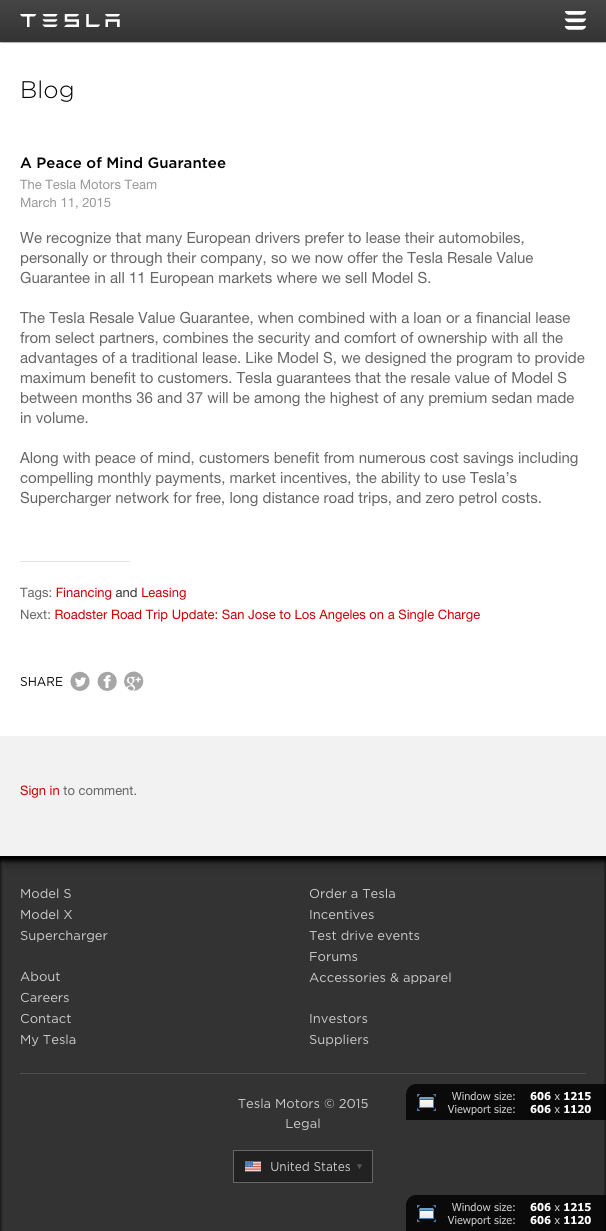 TESLA
Blog
A Peace of Mind Guarantee
The Tesla Motors Team
March 11, 2015
We recognize that many European drivers prefer to lease their automobiles,
personally or through their company, so we now offer the Tesla Resale Value
Guarantee in all 11 European markets where we sell Model S.
The Tesla Resale Value Guarantee, when combined with a loan or a financial lease
from select partners, combines the security and comfort of ownership with all the
advantages of a traditional lease. Like Model S, we designed the program to provide
maximum benefit to customers. Tesla guarantees that the resale value of Model S
between months 36 and 37 will be among the highest of any premium sedan made
in volume.
Along with peace of mind, customers benefit from numerous cost savings including
compelling monthly payments, market incentives, the ability to use Tesla's
Supercharger network for free, long distance road trips, and zero petrol costs.
Tags: Financing and Leasing
Next: Roadster Road Trip Update: San Jose to Los Angeles on a Single Charge
SHARE
Sign in to comment.
Model S
Model X
Supercharger
About
Careers
Contact
My Tesla
Order a Tesla
Incentives
Test drive events
Forums
Accessories & apparel
Investors
Suppliers
Tesla Motors © 2015
Legal
United States
Window size: 606 x 1215
Viewport size: 606 x 1120
Window size: 606 x 1215
Viewport size: 606 x 1120